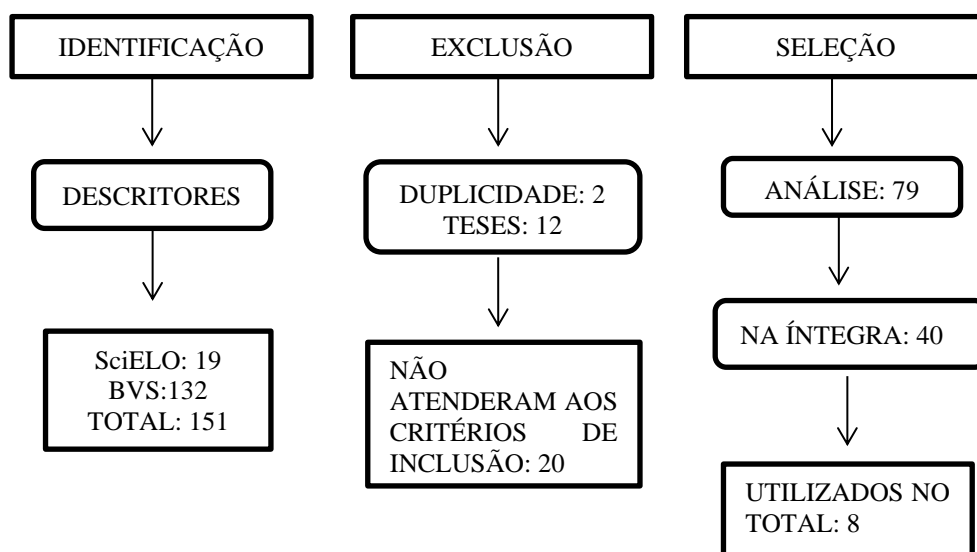 IDENTIFICAÇÃO
DESCRITORES
SciELO: 19
BVS:132
TOTAL: 151
EXCLUSÃO
DUPLICIDADE: 2
TESES: 12
NÃO
ATENDERAM AOS
CRITÉRIOS DE
INCLUSÃO: 20
SELEÇÃO
ANÁLISE: 79
NA ÍNTEGRA: 40
UTILIZADOS NO
TOTAL: 8